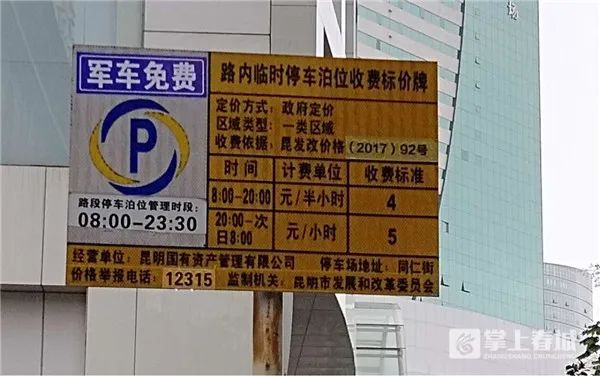 军车免费
路内临时停车泊位收费标价牌
定价方式：政府定价
区域类型：一类区域
收费依据：昆发改价格（2017）92号
P
时间 计费单位 收费标准
8:00-20:00 元/半小时 4
20:00-次日8:00 元/小时 5
路段停车泊位管理时段：
08:00-23:30
经营单位：昆明国有资产管理有限公司 停车场地址：同仁街
价格举报电话：12315 监制机关：昆明市发展和改革委员会
掌上春城
ZHANGSHANG CHUNCHENG